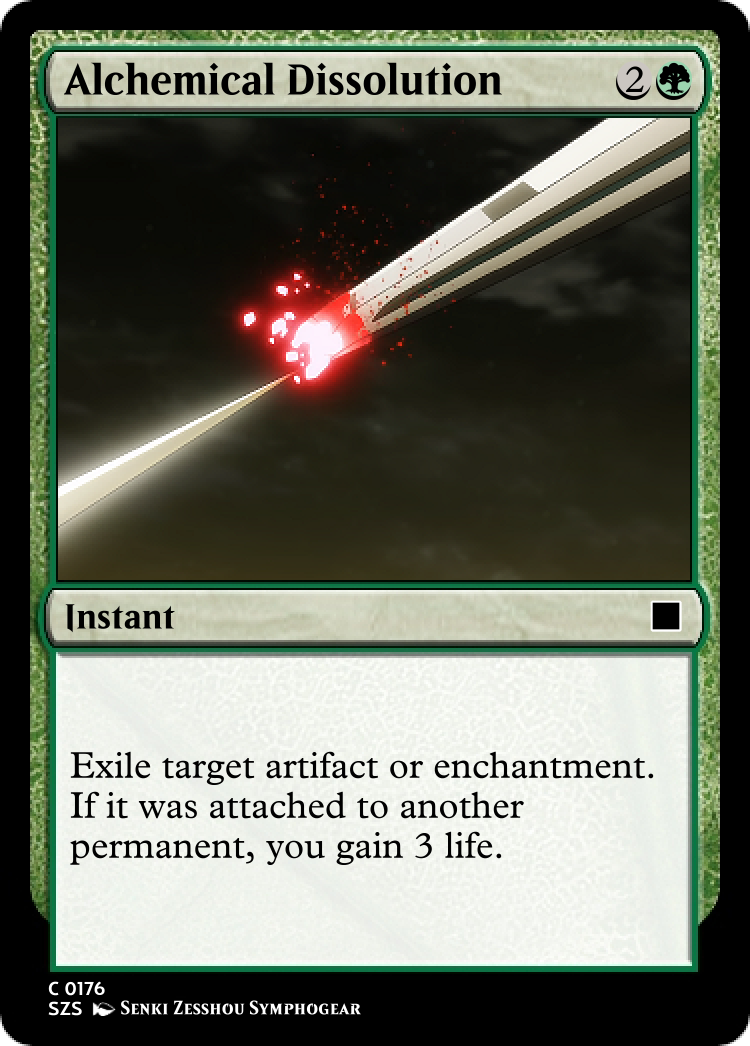 Alchemical Dissolution 2
Instant
Exile target artifact or enchantment.
If it was attached to another
permanent, you gain 3 life.
C 0176
SZS Senki Zesshou Symphogear